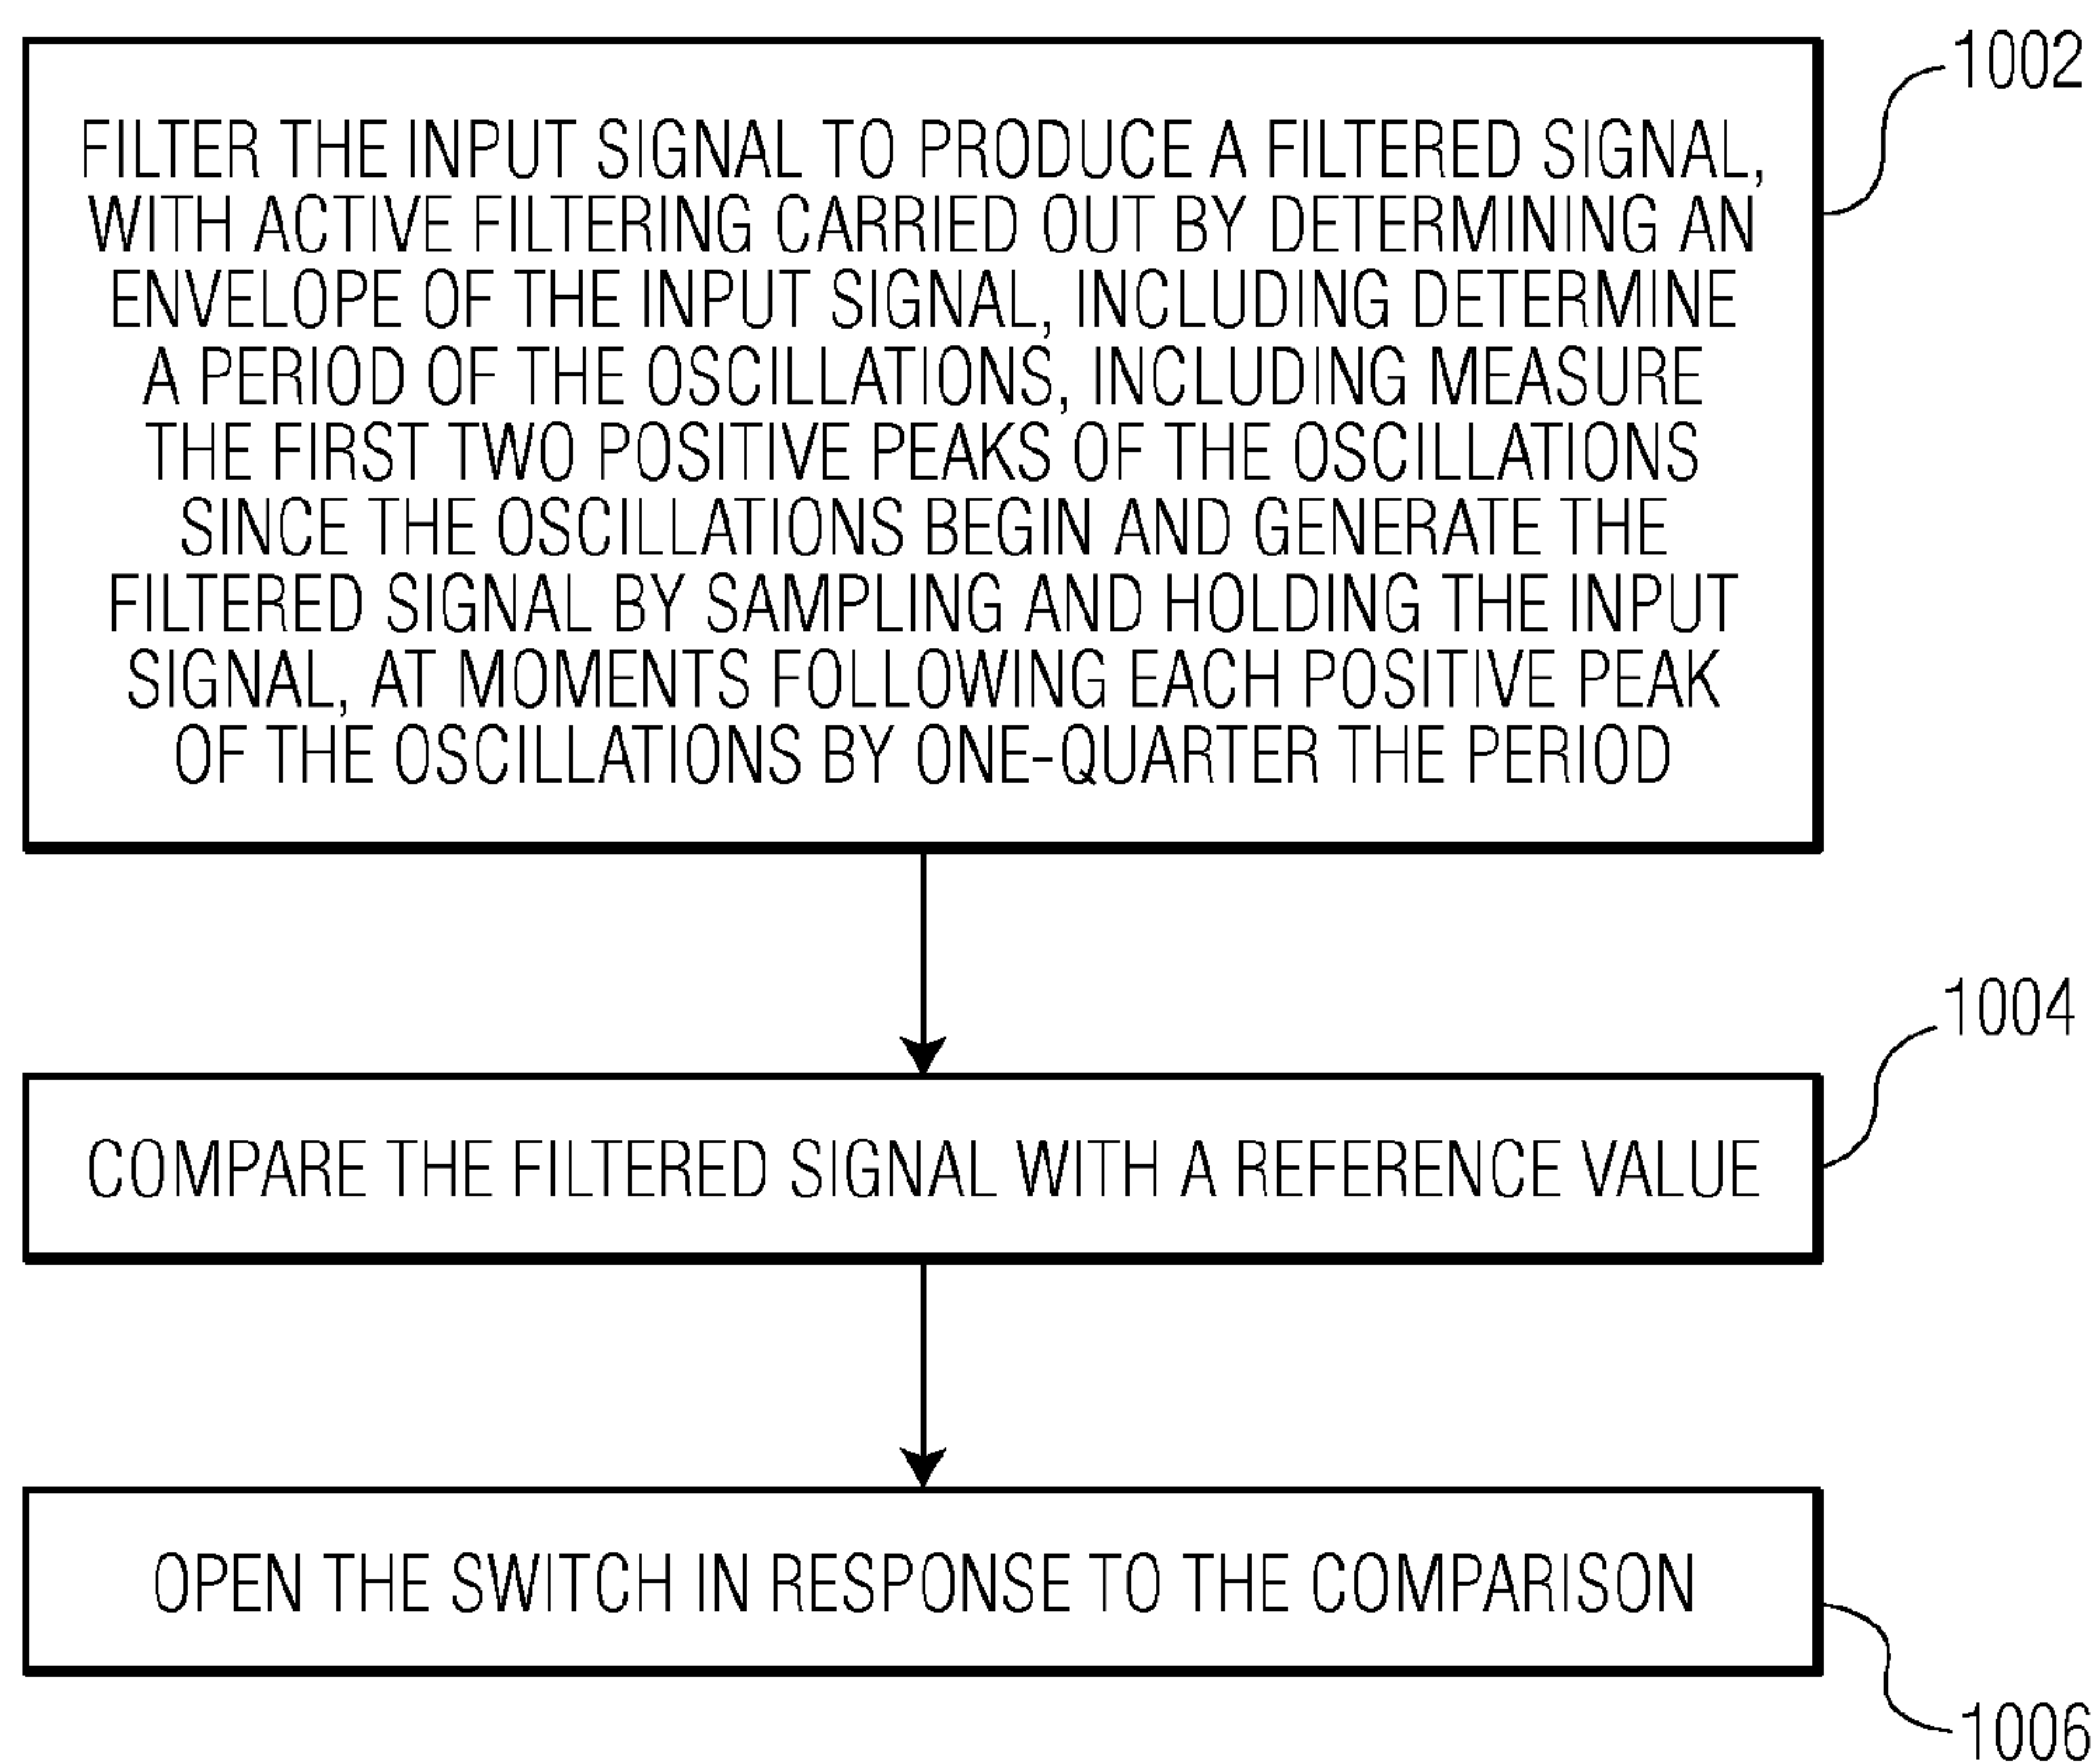 1002
FILTER THE INPUT SIGNAL TO PRODUCE A FILTERED SIGNAL,
WITH ACTIVE FILTERING CARRIED OUT BY DETERMINING AN
ENVELOPE OF THE INPUT SIGNAL, INCLUDING DETERMINE
A PERIOD OF THE OSCILLATIONS, INCLUDING MEASURE
THE FIRST TWO POSITIVE PEAKS OF THE OSCILLATIONS
SINCE THE OSCILLATIONS BEGIN AND GENERATE THE
FILTERED SIGNAL BY SAMPLING AND HOLDING THE INPUT
SIGNAL, AT MOMENTS FOLLOWING EACH POSITIVE PEAK
OF THE OSCILLATIONS BY ONE-QUARTER THE PERIOD
1004
COMPARE THE FILTERED SIGNAL WITH A REFERENCE VALUE
OPEN THE SWITCH IN RESPONSE TO THE COMPARISON
1006